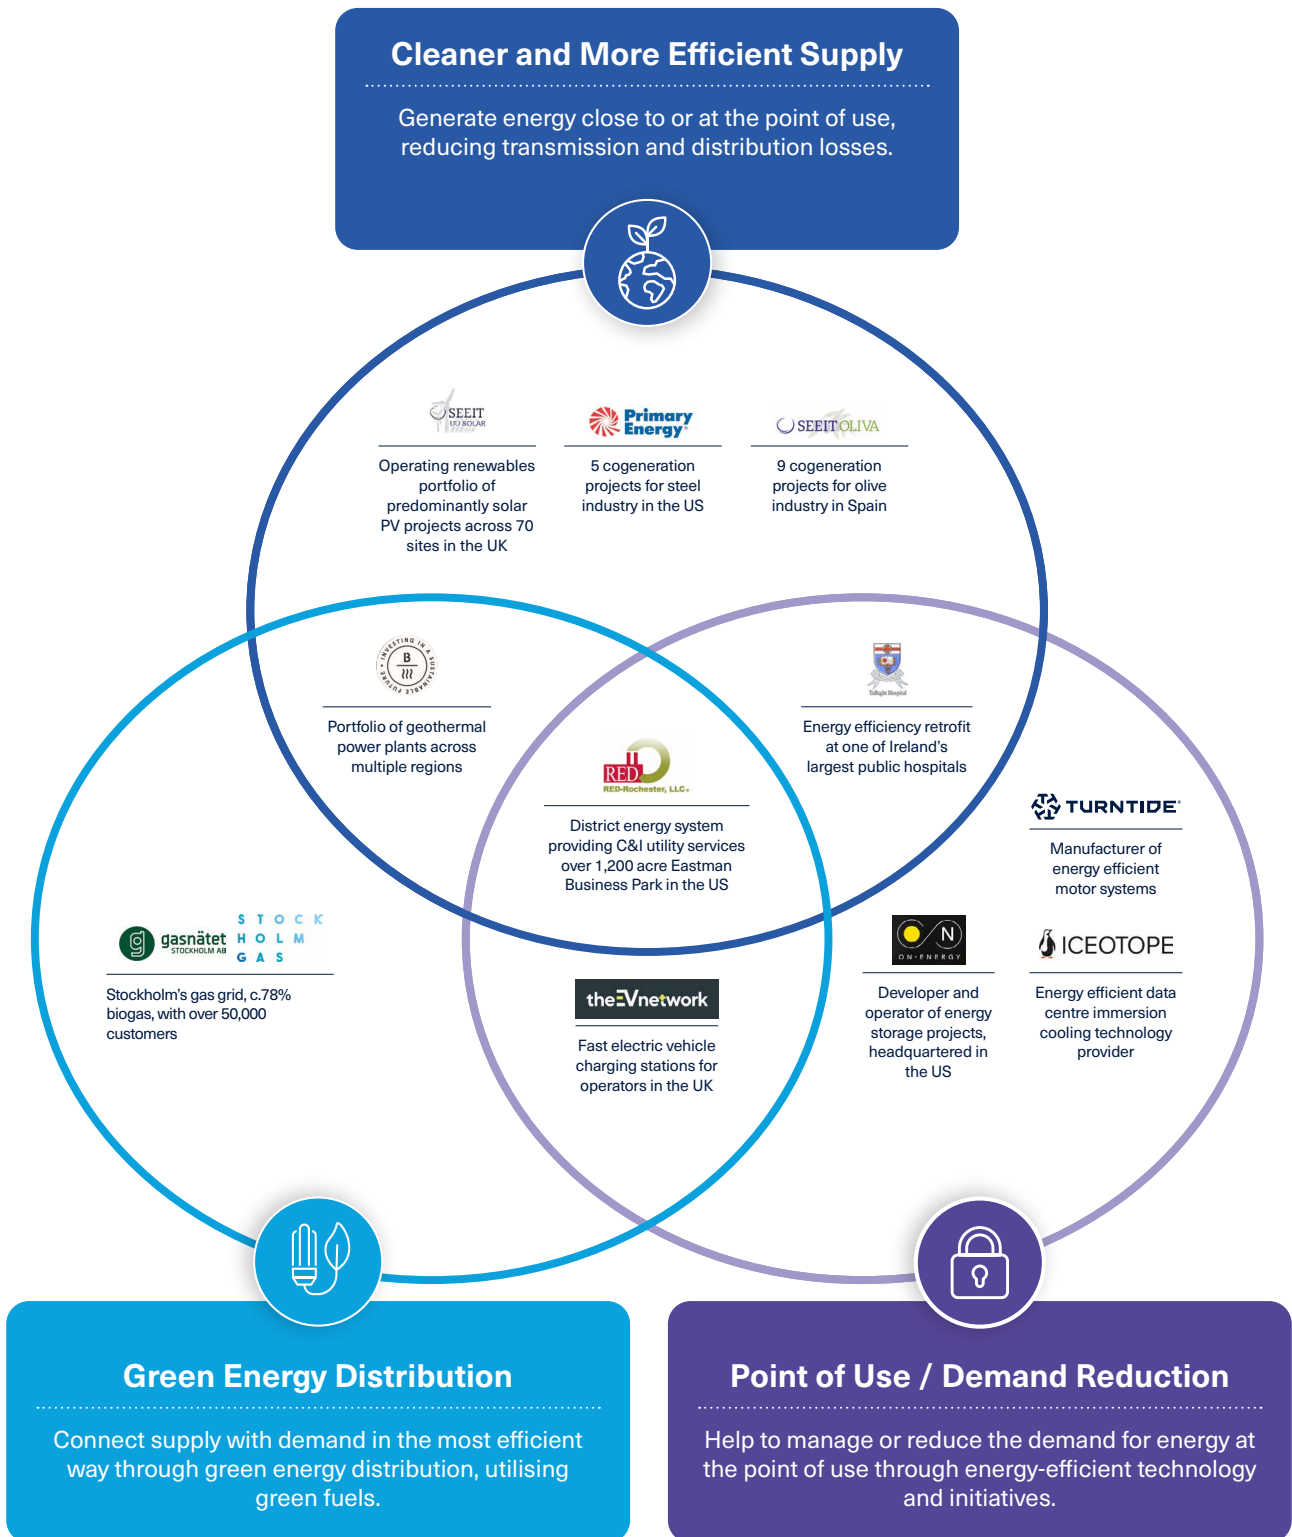 Cleaner and More Efficient Supply
Generate energy close to or at the point of use,
reducing transmission and distribution losses.
SEEIT
UU SOLAR
Operating renewables
portfolio of
predominantly solar
PV projects across 70
sites in the UK
Primary
Energy
5 cogeneration
projects for steel
industry in the US
SEEIT OLIVA
9 cogeneration
projects for olive
industry in Spain
INVESTING IN A SUSTAINABLE FUTURE
B
Portfolio of geothermal
power plants across
multiple regions
RED
RED-Rochester, LLC
District energy system
providing C&I utility services
over 1,200 acre Eastman
Business Park in the US
Tallaght Hospital
Energy efficiency retrofit
at one of Ireland's
largest public hospitals
TURNTIDE
Manufacturer of
energy efficient
motor systems
gasnätet
STOCKHOLM AB
STOCK
HOLM
GAS
Stockholm's gas grid, c.78%
biogas, with over 50,000
customers
theEVnetwork
Fast electric vehicle
charging stations for
operators in the UK
ON
ON·ENERGY
Developer and
operator of energy
storage projects,
headquartered in
the US
ICEOTOPE
Energy efficient data
centre immersion
cooling technology
provider
Green Energy Distribution
Connect supply with demand in the most efficient
way through green energy distribution, utilising
green fuels.
Point of Use / Demand Reduction
Help to manage or reduce the demand for energy at
the point of use through energy-efficient technology
and initiatives.